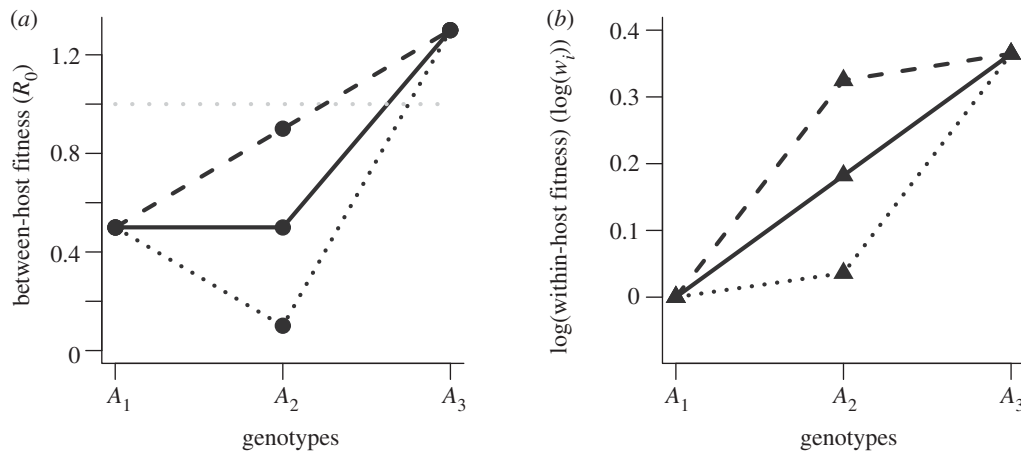 (a)
between-host fitness (R0)
1.2
0.8
0.4
0
A1
A2
A3
genotypes
(b)
log(within-host fitness) (log(wi))
0.4
0.3
0.2
0.1
0
A1
A2
A3
genotypes